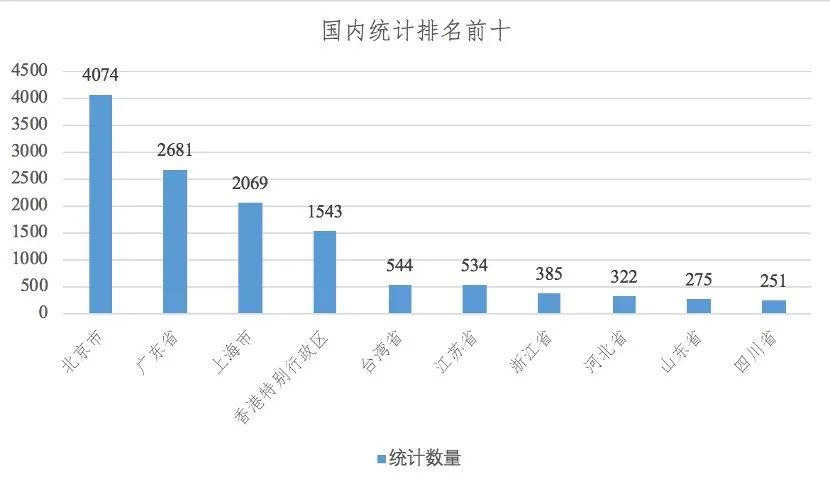 国内统计排名前十
4500
4000
3500
3000
2500
2000
1500
1000
500
0
4074
2681
2069
1543
544
534
385
322
275
251
北京市
广东省
上海市
香港特别行政区
台湾省
江苏省
浙江省
河北省
山东省
四川省
统计数量